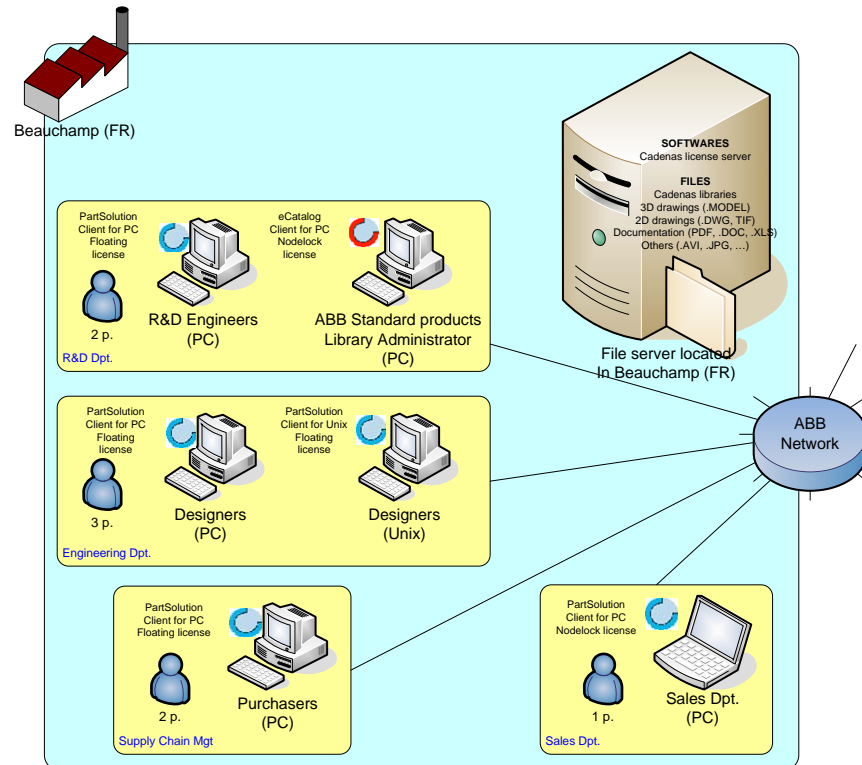 Beauchamp (FR)
SOFTWARES
Cadenas license server
FILES
Cadenas libraries
3D drawings (.MODEL)
2D drawings (.DWG, TIF)
Documentation (PDF, .DOC, .XLS)
Others (.AVI, .JPG, …)
File server located
In Beauchamp (FR)
PartSolution
Client for PC
Floating
license
2 p.
R&D Engineers
(PC)
eCatalog
Client for PC
Nodelock
license
ABB Standard products
Library Administrator
(PC)
R&D Dpt.
ABB
Network
PartSolution
Client for PC
Floating
license
3 p.
Designers
(PC)
PartSolution
Client for Unix
Floating
license
Designers
(Unix)
Engineering Dpt.
PartSolution
Client for PC
Floating license
2 p.
Purchasers
(PC)
Supply Chain Mgt
PartSolution
Client for PC
Nodelock license
1 p.
Sales Dpt.
(PC)
Sales Dpt.